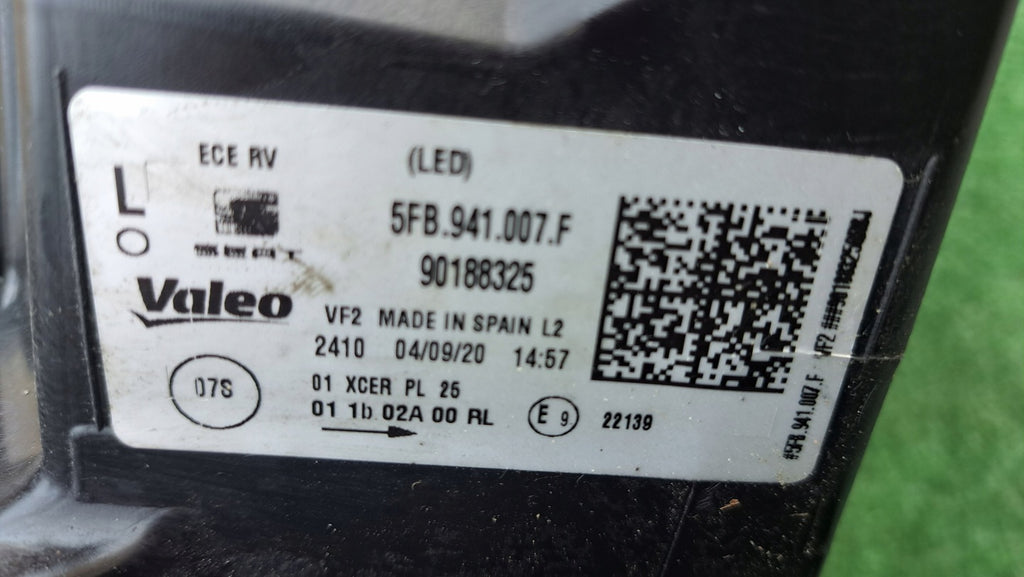 ECE RV
(LED)
L
O
5FB.941.007.F
90188325
Valeo
VF2 MADE IN SPAIN L2
2410 04/09/20 14:57
07S
01 XCER PL 25
01 1b 02A 00 RL
E 9
22139
#5FB.941.007.F VF2 ###90188325